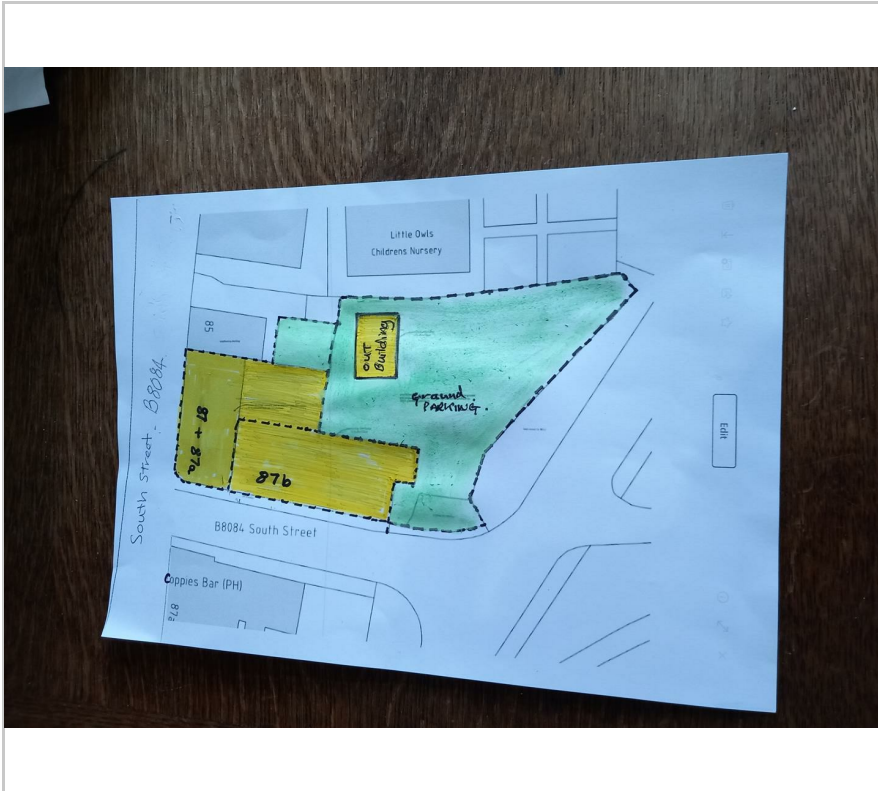 Little Owls
Childrens Nursery
85
out
Building
ground
PARKING.
87 + 87a
87b
South Street - B8084
B8084 South Street
Coppies Bar (PH)
87a
Edit